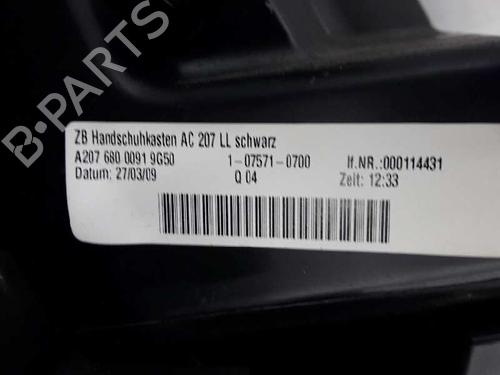 B-PARTS
ZB Handschuhkasten AC 207 LL schwarz
A207 680 0091 9G50 1-07571-0700 lf.NR.:000114431
Datum: 27/03/09 Q 04 Zeit: 12:33